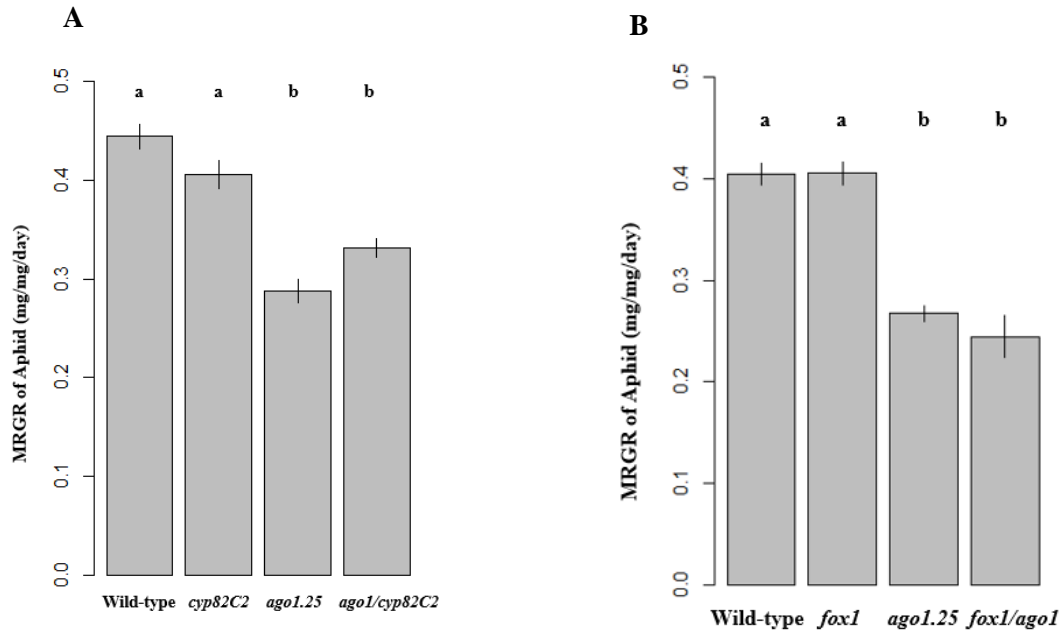 A
MRGR of Aphid (mg/mg/day)
0.5
0.4
0.3
0.2
0.1
0.0
a a b b
Wild-type cyp82C2 ago1.25 ago1/cyp82C2
B
MRGR of Aphid (mg/mg/day)
0.5
0.4
0.3
0.2
0.1
0.0
a a b b
Wild-type fox1 ago1.25 fox1/ago1